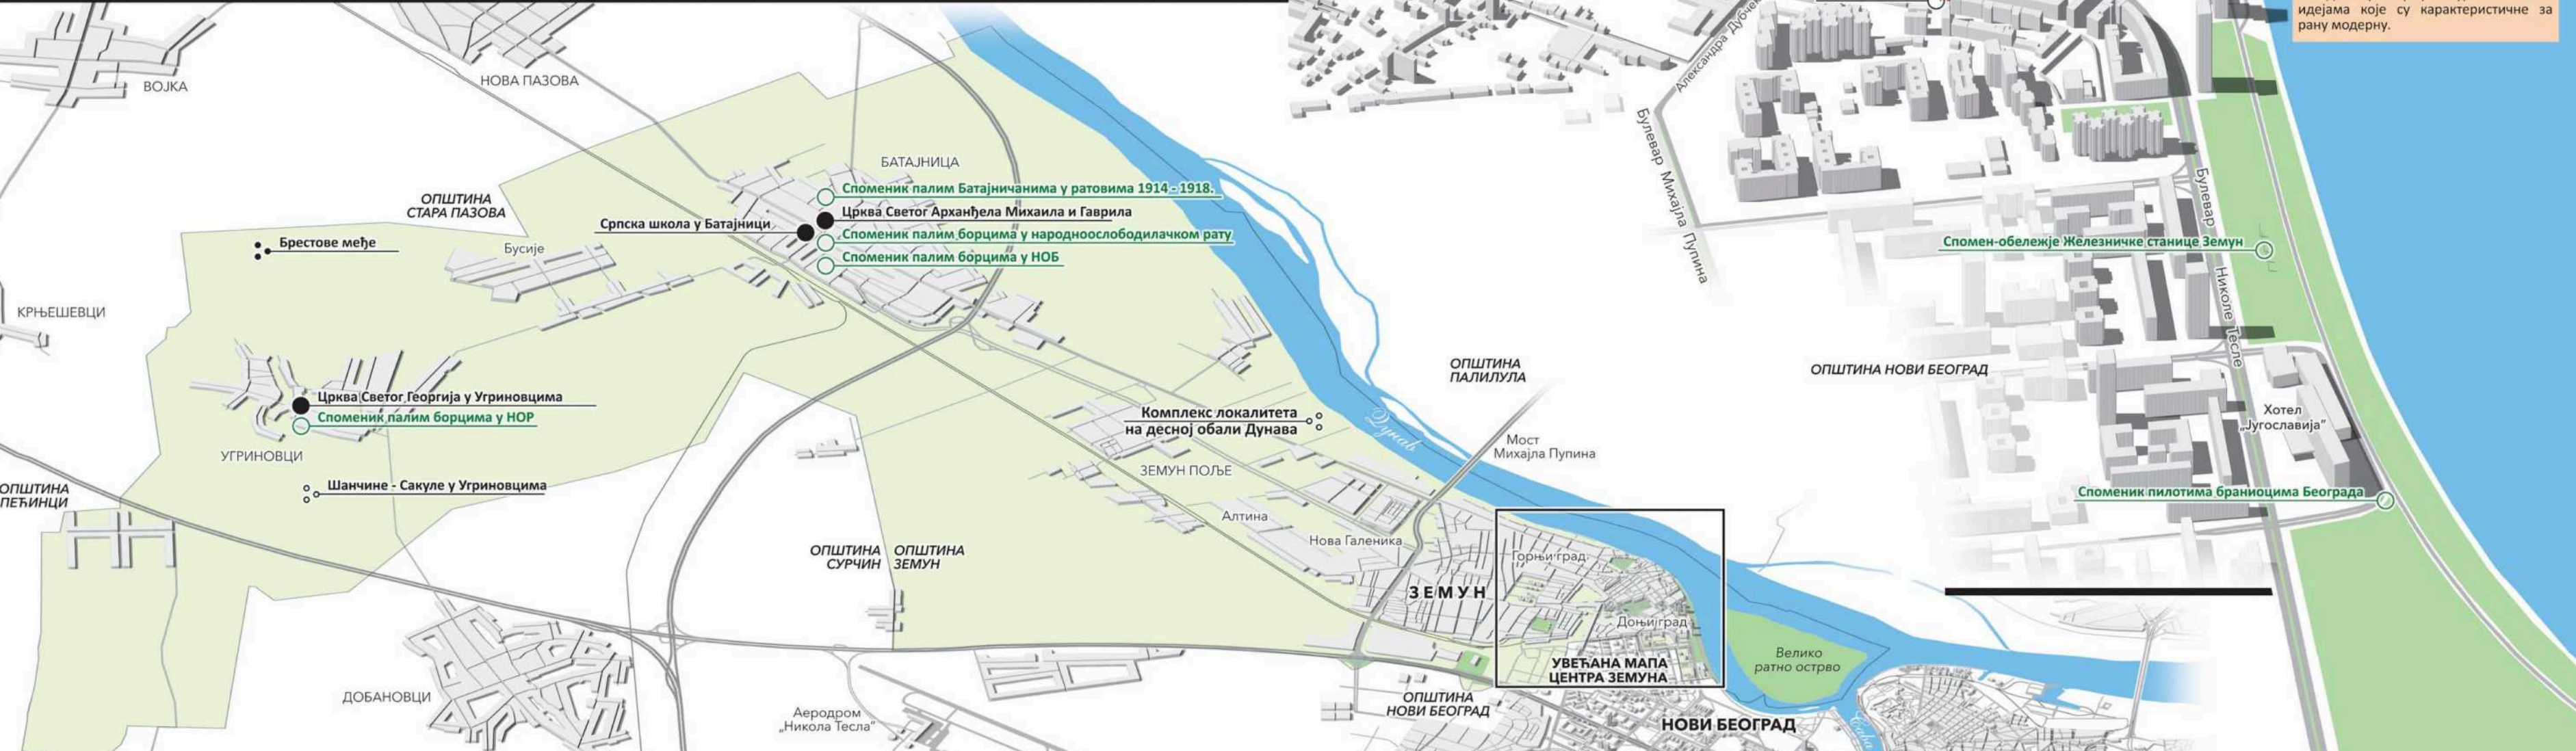 идејама које су карактеристичне за
рану модерну.
Александра Дубчека
ВОЈКА
НОВА ПАЗОВА
БАТАЈНИЦА
Булевар Михајла Пупина
Споменик палим Батајничанима у ратовима 1914 - 1918.
ОПШТИНА
СТАРА ПАЗОВА
Црква Светог Арханђела Михаила и Гаврила
Српска школа у Батајници
Споменик палим борцима у народноослободилачком рату
Споменик палим борцима у НОБ
Брестове међе
Бусије
Булевар Николе Тесле
Спомен-обележје Железничке станице Земун
КРЊЕШЕВЦИ
ОПШТИНА
ПАЛИЛУЛА
ОПШТИНА НОВИ БЕОГРАД
Црква Светог Георгија у Угриновцима
Споменик палим борцима у НОР
Комплекс локалитета
на десној обали Дунава
Дунав
Хотел
„Југославија”
Мост
Михајла Пупина
УГРИНОВЦИ
ЗЕМУН ПОЉЕ
Шанчине - Сакуле у Угриновцима
ОПШТИНА
ПЕЋИНЦИ
Споменик пилотима браниоцима Београда
Алтина
Нова Галеника
ОПШТИНА
СУРЧИН
ОПШТИНА
ЗЕМУН
Горњи град
ЗЕМУН
Доњи град
Велико
ратно острво
УВЕЋАНА МАПА
ЦЕНТРА ЗЕМУНА
ДОБАНОВЦИ
Аеродром
„Никола Тесла”
ОПШТИНА
НОВИ БЕОГРАД
НОВИ БЕОГРАД
Сава